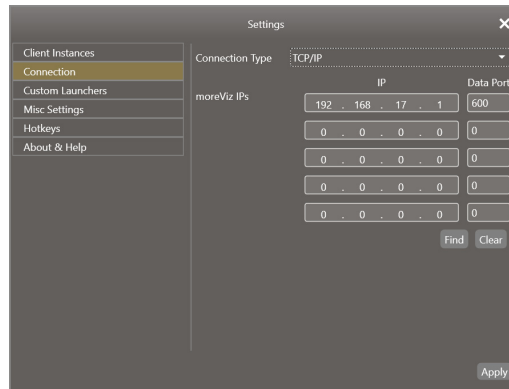 Settings
Client Instances
Connection
Custom Launchers
Misc Settings
Hotkeys
About & Help
Connection Type TCP/IP
IP Data Port
moreViz IPs
192 . 168 . 17 . 1 600
0 . 0 . 0 . 0 0
0 . 0 . 0 . 0 0
0 . 0 . 0 . 0 0
0 . 0 . 0 . 0 0
Find Clear
Apply